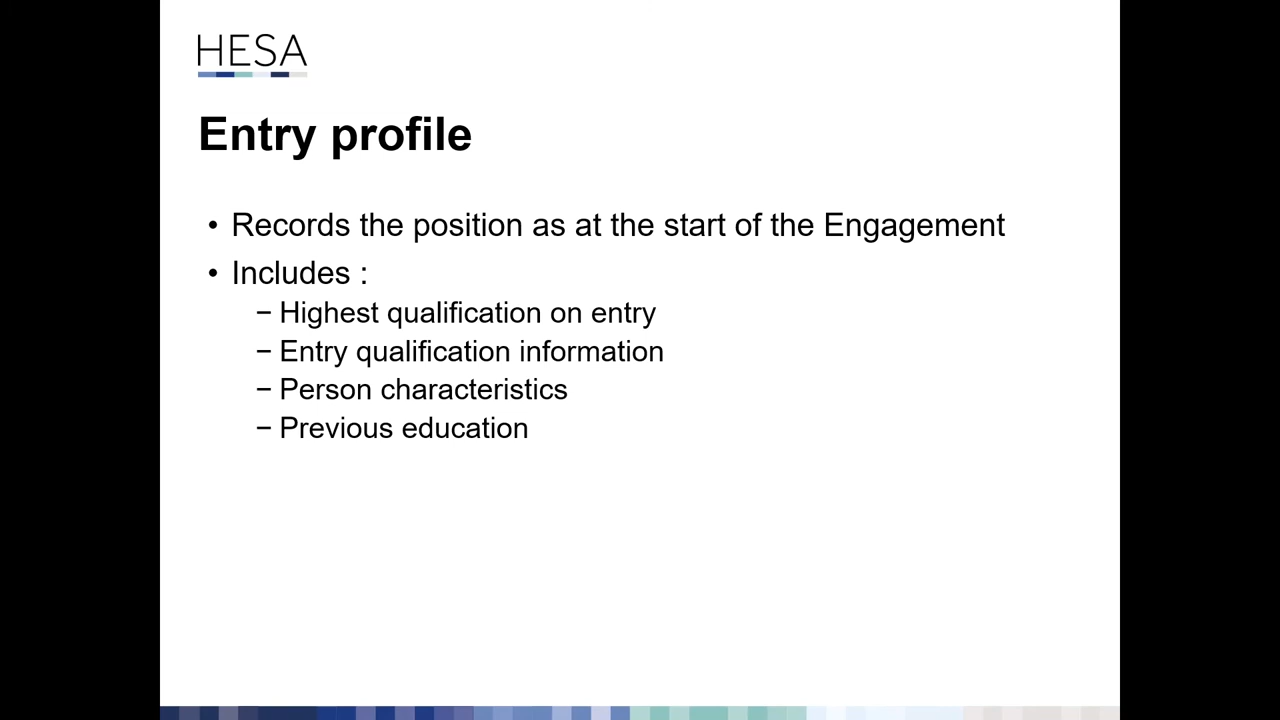 HESA
Entry profile
• Records the position as at the start of the Engagement
• Includes :
− Highest qualification on entry
− Entry qualification information
− Person characteristics
− Previous education